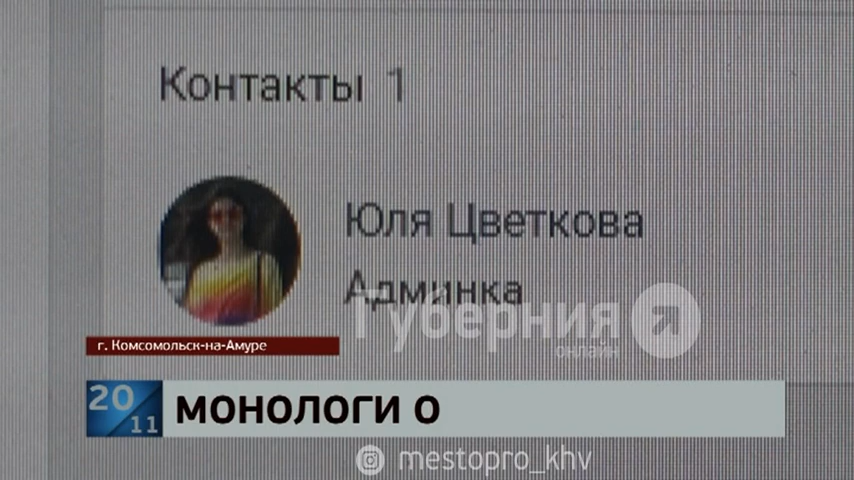 Контакты 1
Юля Цветкова
Админка
Губерния
онлайн
г. Комсомольск-на-Амуре
20
11
МОНОЛОГИ О
mestopro_khv